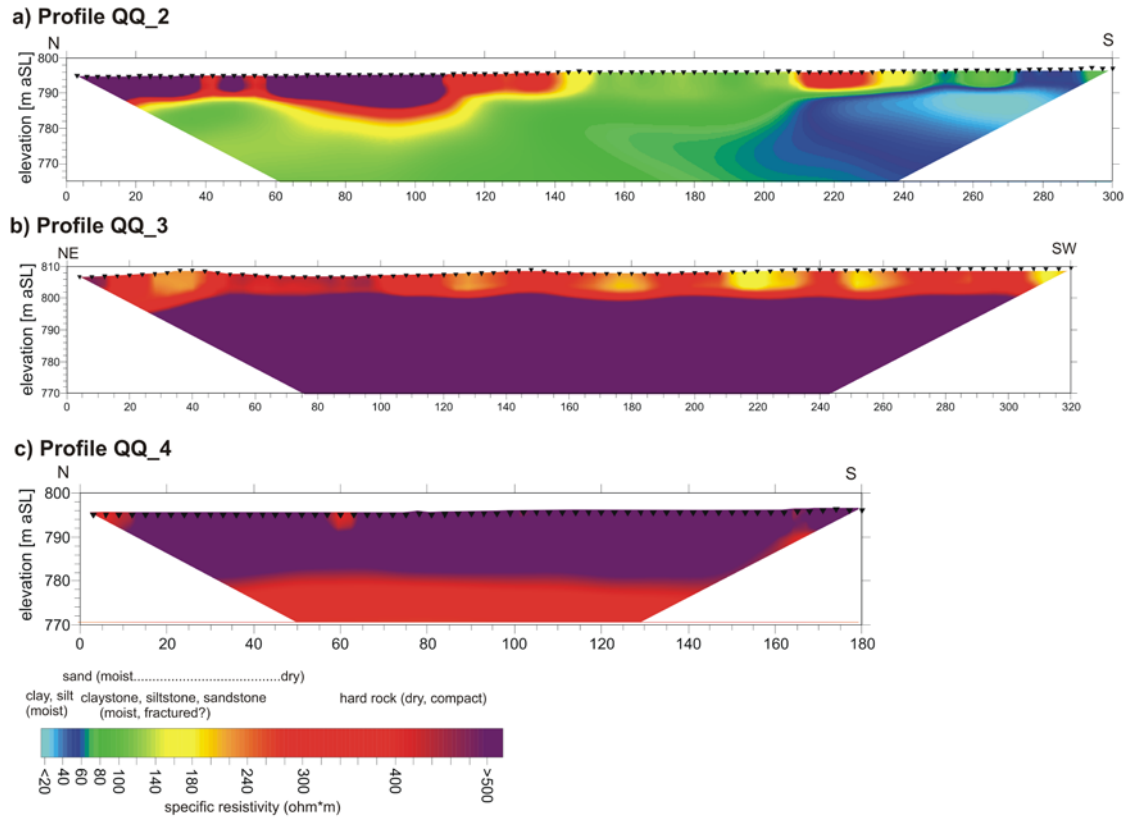 a) Profile QQ_2
N
S
elevation [m aSL]
800
790
780
770
0 20 40 60 80 100 120 140 160 180 200 220 240 260 280 300
b) Profile QQ_3
NE
SW
elevation [m aSL]
810
800
790
780
770
0 20 40 60 80 100 120 140 160 180 200 220 240 260 280 300 320
c) Profile QQ_4
N
S
elevation [m aSL]
800
790
780
770
0 20 40 60 80 100 120 140 160 180
sand (moist......................................dry)
clay, silt
(moist)
claystone, siltstone, sandstone
(moist, fractured?)
hard rock (dry, compact)
<20 40 60 80 100 140 180 240 300 400 >500
specific resistivity (ohm*m)